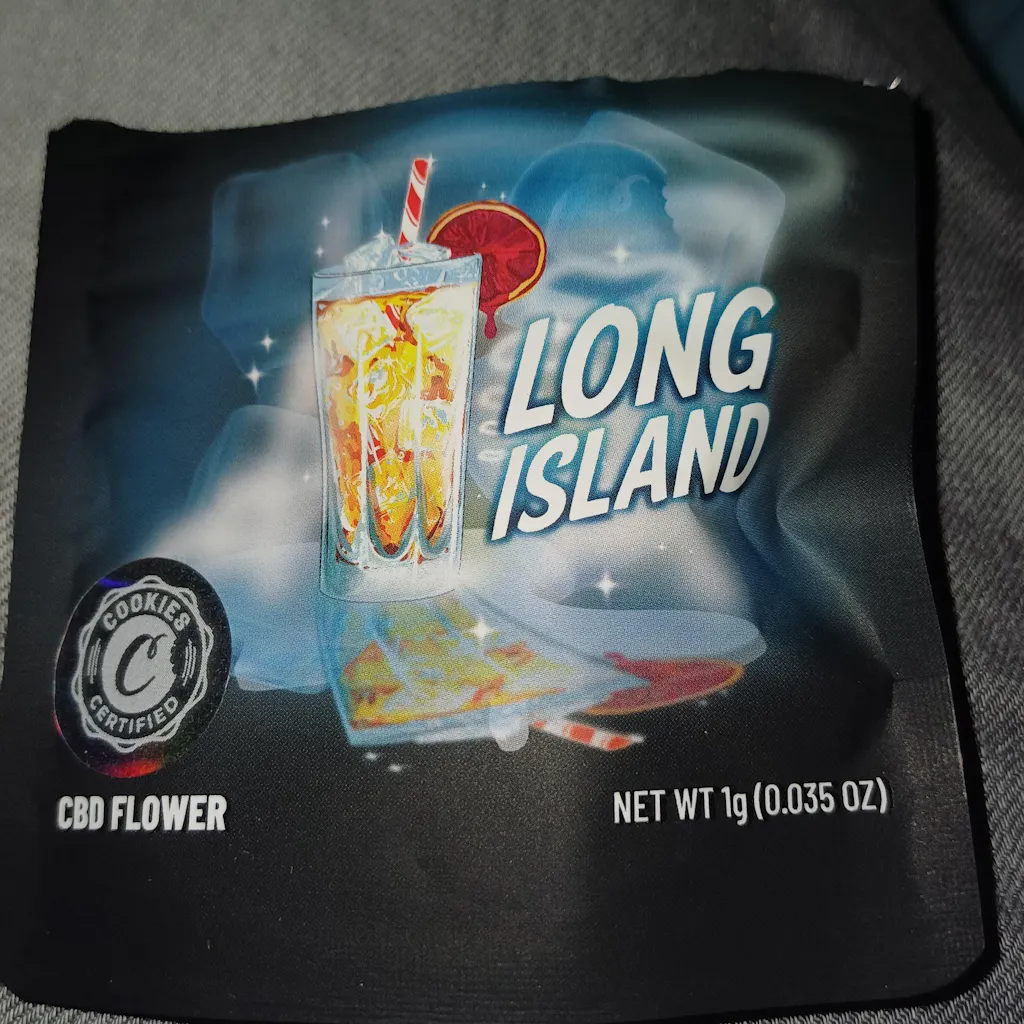 LONG
ISLAND
COOKIES
C
CERTIFIED
CBD FLOWER
NET WT 1g (0.035 OZ)